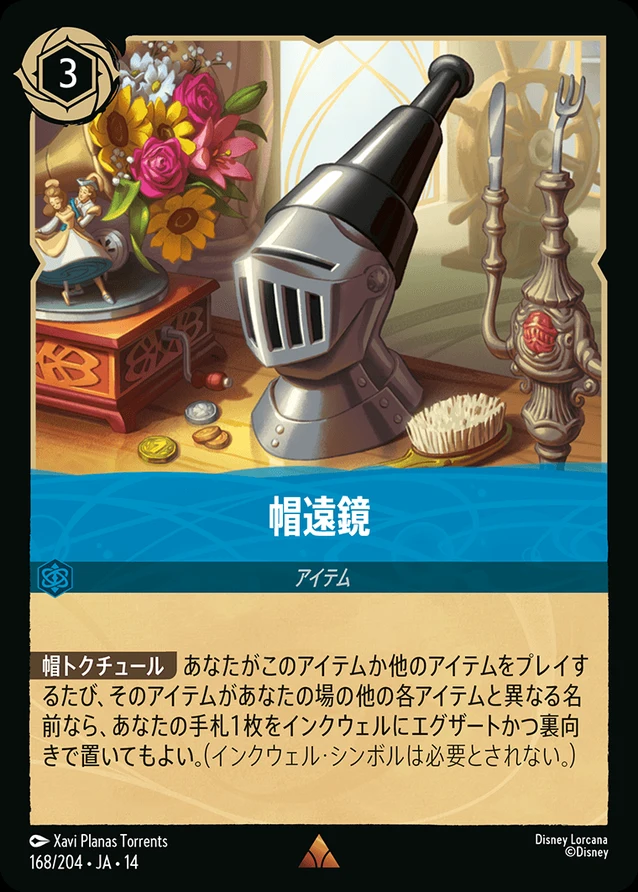 3
帽遠鏡
アイテム
帽トクチュール あなたがこのアイテムか他のアイテムをプレイす
るたび、そのアイテムがあなたの場の他の各アイテムと異なる名
前なら、あなたの手札1枚をインクウェルにエグザートかつ裏向
きで置いてもよい。(インクウェル・シンボルは必要とされない。)
Xavi Planas Torrents
168/204・JA・14
Disney Lorcana
©Disney